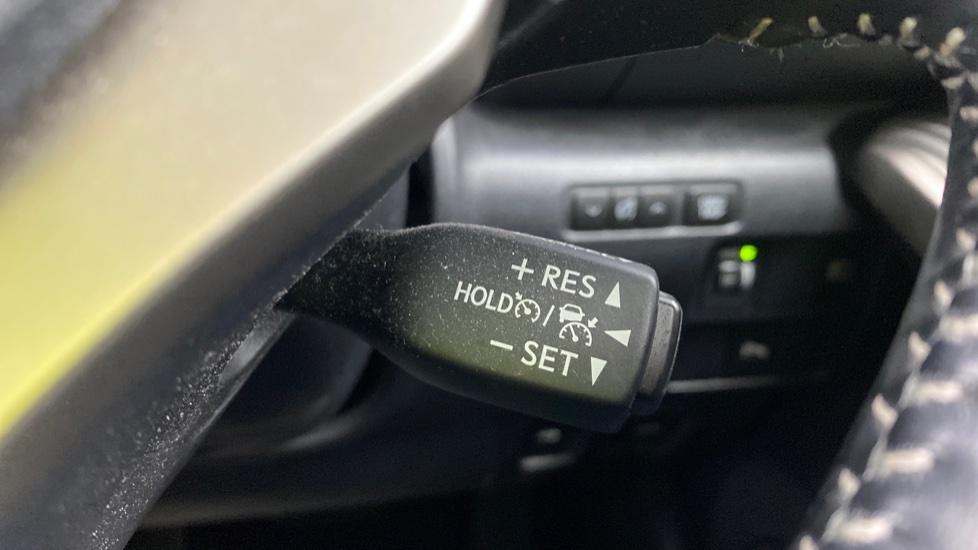 + RES
HOLD /
- SET